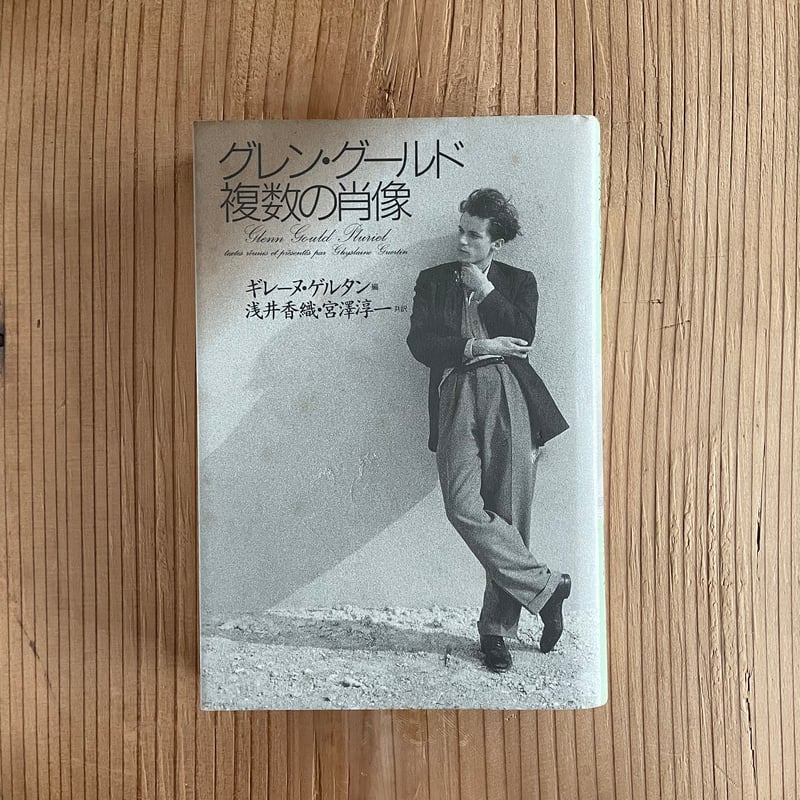 グレン・グールド
複数の肖像
Glenn Gould Pluriel
textes réunis et présentés par Ghyslaine Guertin
ギレーヌ・ゲルタン編
浅井香織・宮澤淳一共訳